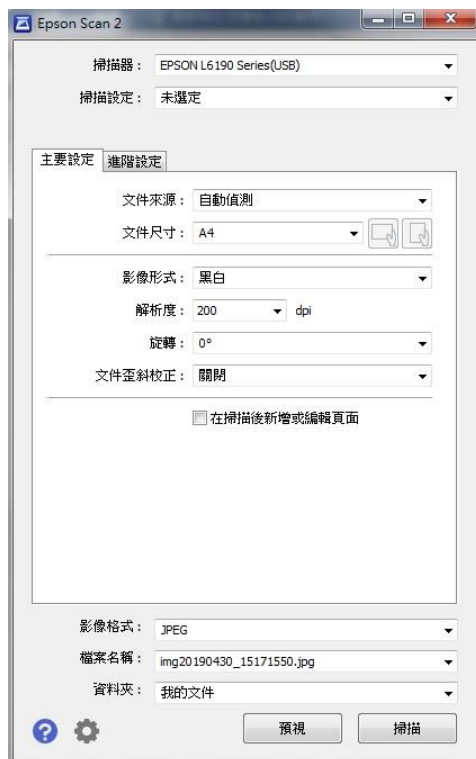 Epson Scan 2
掃描器： EPSON L6190 Series(USB)
掃描設定： 未選定
主要設定 進階設定
文件來源： 自動偵測
文件尺寸： A4
影像形式： 黑白
解析度： 200 dpi
旋轉： 0°
文件歪斜校正： 關閉
在掃描後新增或編輯頁面
影像格式： JPEG
檔案名稱： img20190430_15171550.jpg
資料夾： 我的文件
? 預視 掃描